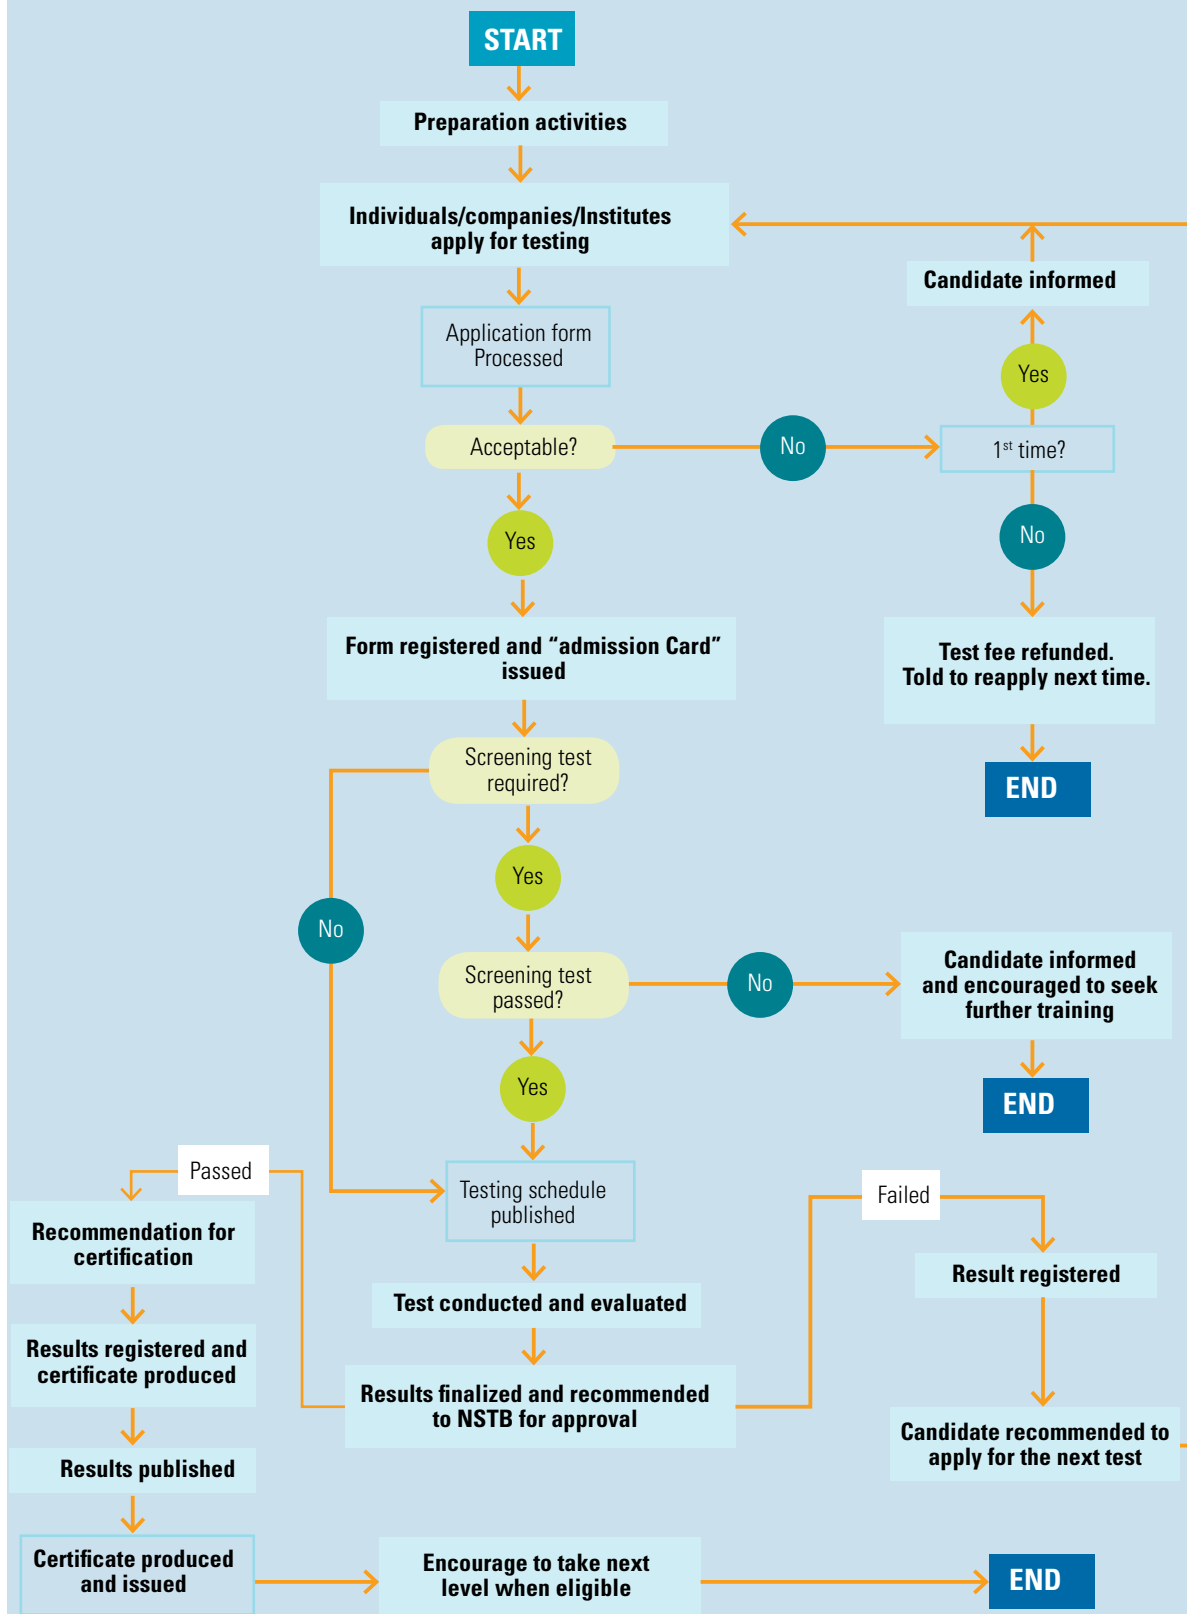 START
Preparation activities
Individuals/companies/Institutes
apply for testing
Candidate informed
Application form
Processed
Yes
Acceptable?
No
1st time?
Yes
No
Form registered and “admission Card”
issued
Test fee refunded.
Told to reapply next time.
Screening test
required?
END
Yes
No
Screening test
passed?
No
Candidate informed
and encouraged to seek
further training
Yes
END
Passed
Testing schedule
published
Failed
Recommendation for
certification
Result registered
Test conducted and evaluated
Results registered and
certificate produced
Results finalized and recommended
to NSTB for approval
Candidate recommended to
apply for the next test
Results published
Certificate produced
and issued
Encourage to take next
level when eligible
END